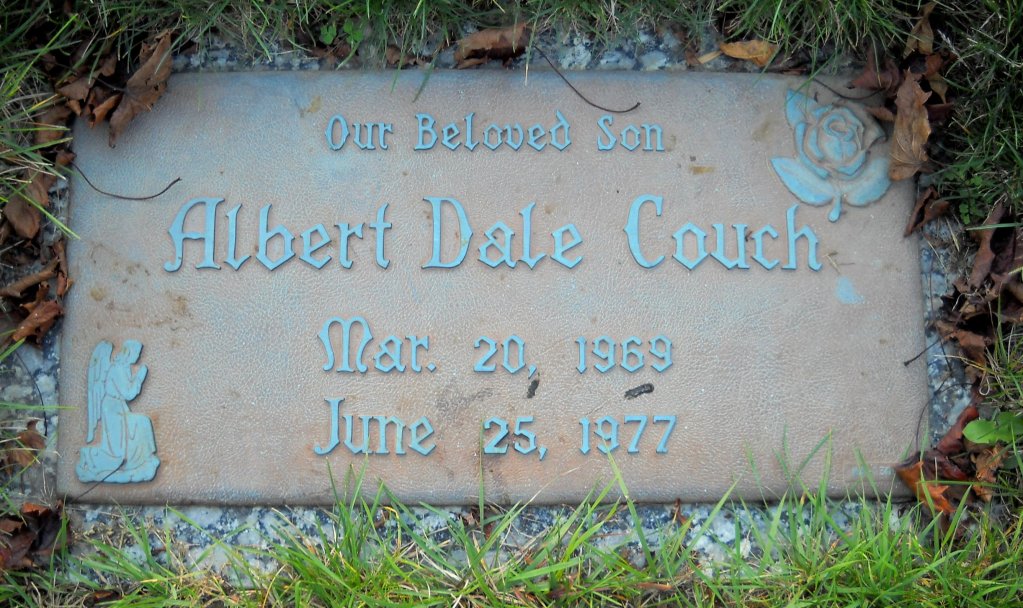 Our Beloved Son
Albert Dale Couch
Mar. 20, 1969
June 25, 1977